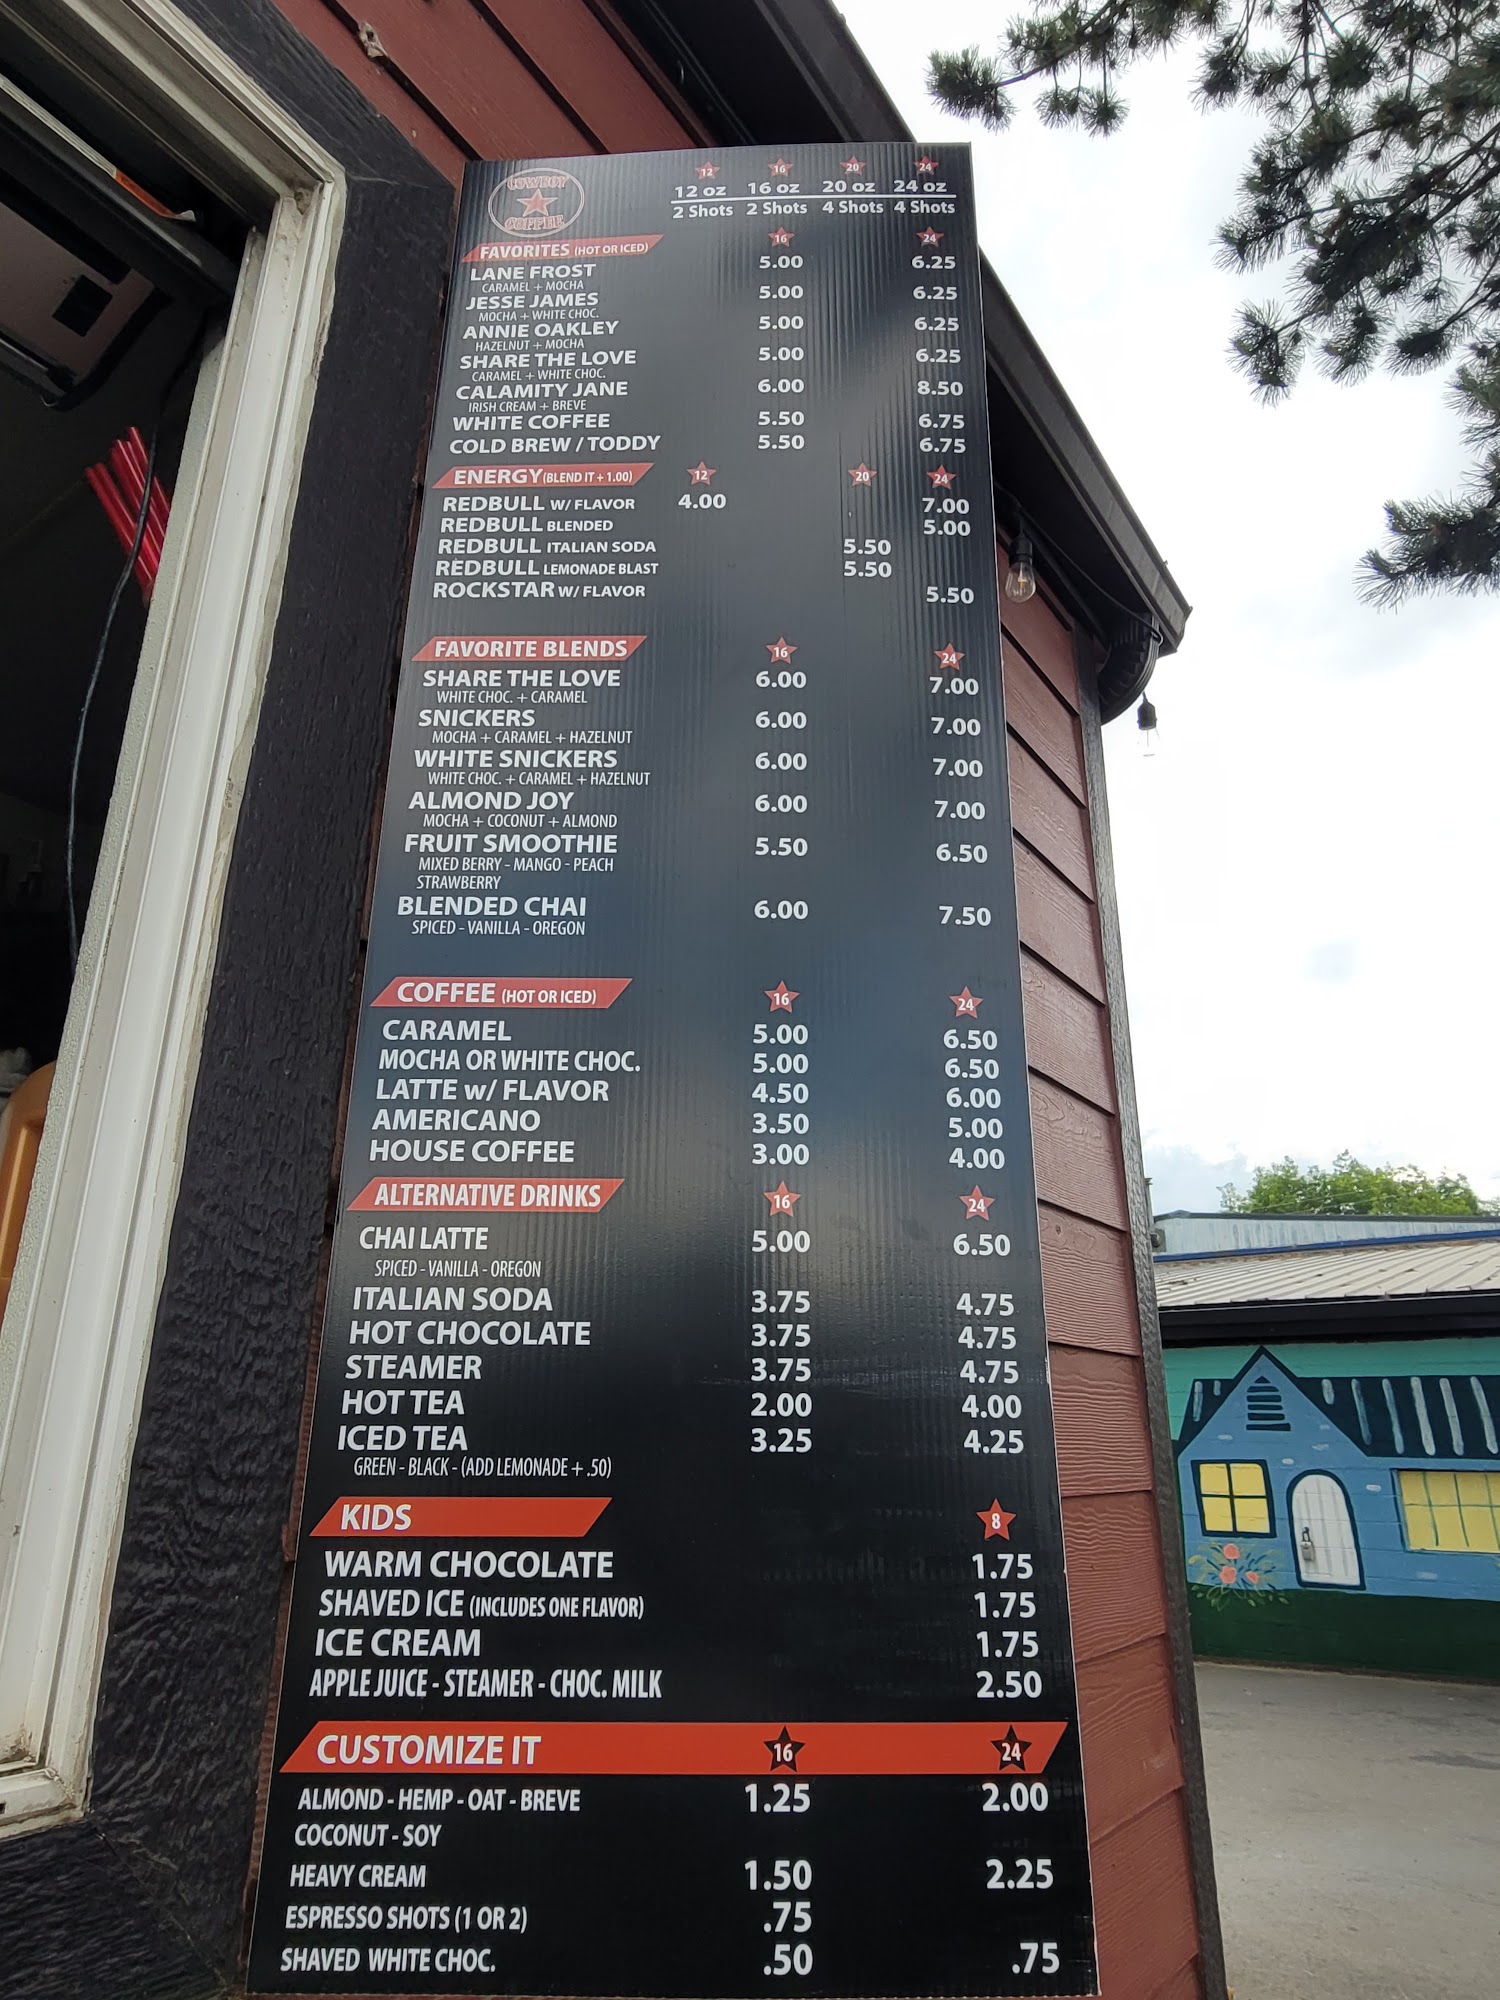 COWBOY
COFFEE
12 16 20 24
12 oz 16 oz 20 oz 24 oz
2 Shots 2 Shots 4 Shots 4 Shots
FAVORITES (HOT OR ICED) 16 24
LANE FROST 5.00 6.25
CARAMEL + MOCHA
JESSE JAMES 5.00 6.25
MOCHA + WHITE CHOC.
ANNIE OAKLEY 5.00 6.25
HAZELNUT + MOCHA
SHARE THE LOVE 5.00 6.25
CARAMEL + WHITE CHOC.
CALAMITY JANE 6.00 8.50
IRISH CREAM + BREVE
WHITE COFFEE 5.50 6.75
COLD BREW / TODDY 5.50 6.75
ENERGY (BLEND IT + 1.00) 12 20 24
REDBULL W/ FLAVOR 4.00 7.00
REDBULL BLENDED 5.00
REDBULL ITALIAN SODA 5.50
REDBULL LEMONADE BLAST 5.50
ROCKSTAR W/ FLAVOR 5.50
FAVORITE BLENDS 16 24
SHARE THE LOVE 6.00 7.00
WHITE CHOC. + CARAMEL
SNICKERS 6.00 7.00
MOCHA + CARAMEL + HAZELNUT
WHITE SNICKERS 6.00 7.00
WHITE CHOC. + CARAMEL + HAZELNUT
ALMOND JOY 6.00 7.00
MOCHA + COCONUT + ALMOND
FRUIT SMOOTHIE 5.50 6.50
MIXED BERRY - MANGO - PEACH
STRAWBERRY
BLENDED CHAI 6.00 7.50
SPICED - VANILLA - OREGON
COFFEE (HOT OR ICED) 16 24
CARAMEL 5.00 6.50
MOCHA OR WHITE CHOC. 5.00 6.50
LATTE w/ FLAVOR 4.50 6.00
AMERICANO 3.50 5.00
HOUSE COFFEE 3.00 4.00
ALTERNATIVE DRINKS 16 24
CHAI LATTE 5.00 6.50
SPICED - VANILLA - OREGON
ITALIAN SODA 3.75 4.75
HOT CHOCOLATE 3.75 4.75
STEAMER 3.75 4.75
HOT TEA 2.00 4.00
ICED TEA 3.25 4.25
GREEN - BLACK - (ADD LEMONADE + .50)
KIDS 8
WARM CHOCOLATE 1.75
SHAVED ICE (INCLUDES ONE FLAVOR) 1.75
ICE CREAM 1.75
APPLE JUICE - STEAMER - CHOC. MILK 2.50
CUSTOMIZE IT 16 24
ALMOND - HEMP - OAT - BREVE 1.25 2.00
COCONUT - SOY
HEAVY CREAM 1.50 2.25
ESPRESSO SHOTS (1 OR 2) .75
SHAVED WHITE CHOC. .50 .75